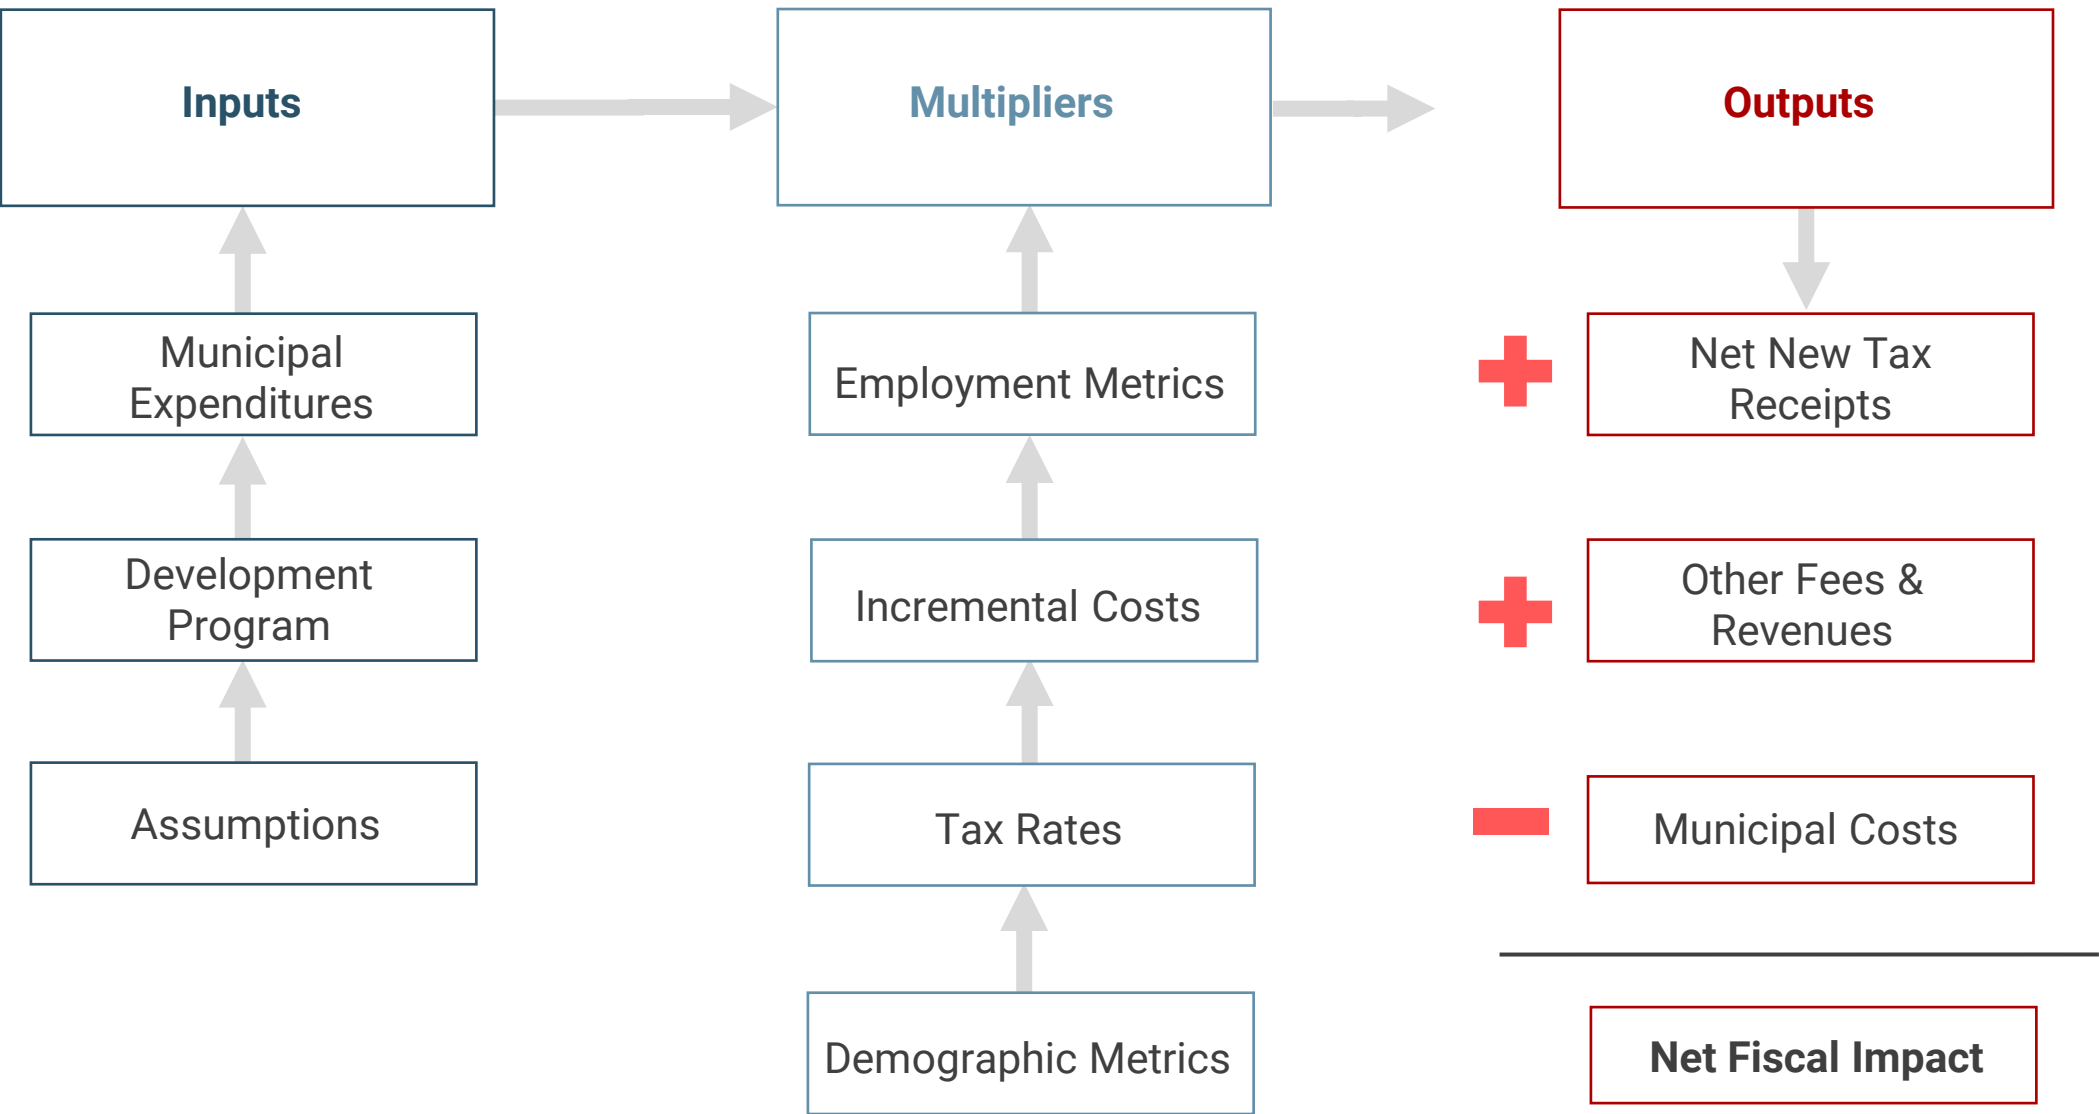 Inputs
Multipliers
Outputs
Municipal
Expenditures
Employment Metrics
Net New Tax
Receipts
Development
Program
Incremental Costs
Other Fees &
Revenues
Assumptions
Tax Rates
Municipal Costs
Demographic Metrics
Net Fiscal Impact